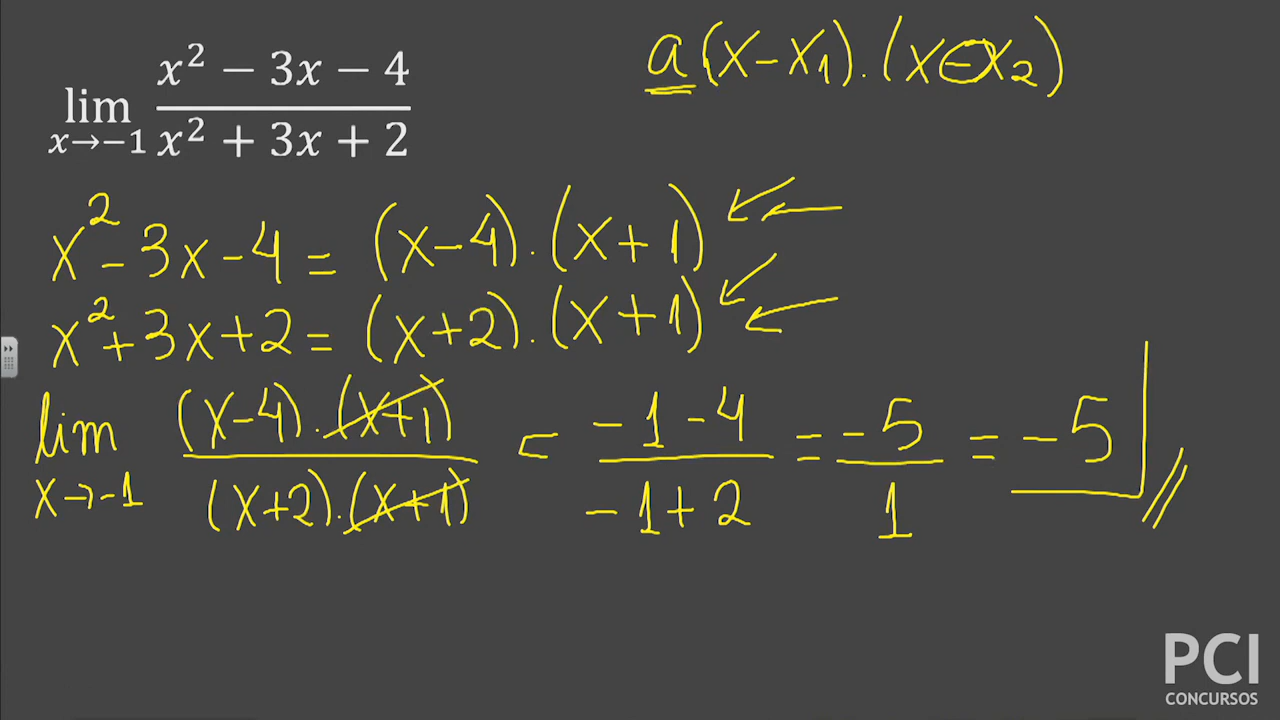 lim x→−1 (x² − 3x − 4)/(x² + 3x + 2)
a(x−x₁).(x−x₂)
x²−3x−4 = (x−4).(x+1)
x²+3x+2 = (x+2).(x+1)
lim x→−1 (x−4).(x+1)/(x+2).(x+1) = −1−4/−1+2 = −5/1 = −5
PCI
CONCURSOS